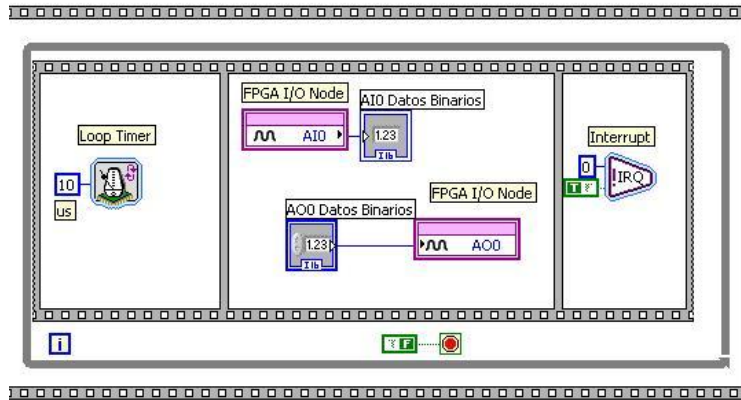 FPGA I/O Node
AI0 Datos Binarios
AI0
1.23
I16
Loop Timer
10
us
Interrupt
0
!IRQ
T F
FPGA I/O Node
AO0 Datos Binarios
1.23
I16
AO0
i
T F